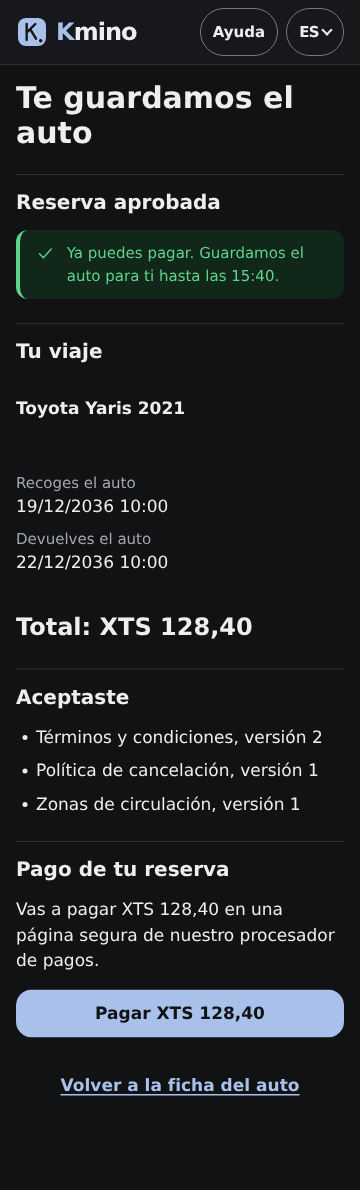 K. Kmino
Ayuda
ES
Te guardamos el
auto
Reserva aprobada
Ya puedes pagar. Guardamos el
auto para ti hasta las 15:40.
Tu viaje
Toyota Yaris 2021
Recoges el auto
19/12/2036 10:00
Devuelves el auto
22/12/2036 10:00
Total: XTS 128,40
Aceptaste
• Términos y condiciones, versión 2
• Política de cancelación, versión 1
• Zonas de circulación, versión 1
Pago de tu reserva
Vas a pagar XTS 128,40 en una
página segura de nuestro procesador
de pagos.
Pagar XTS 128,40
Volver a la ficha del auto